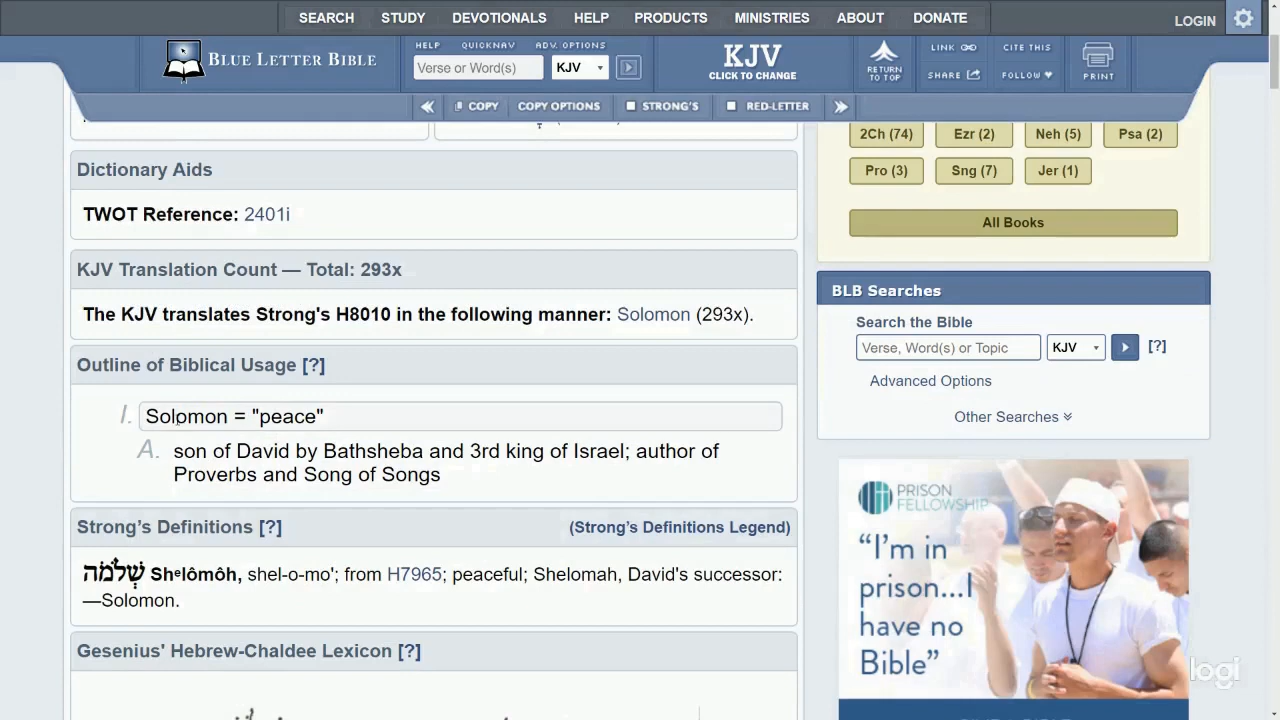 SEARCH STUDY DEVOTIONALS HELP PRODUCTS MINISTRIES ABOUT DONATE LOGIN
BLUE LETTER BIBLE
HELP QUICKNAV ADV. OPTIONS
Verse or Word(s) KJV
KJV
CLICK TO CHANGE
RETURN
TO TOP
LINK CITE THIS
SHARE FOLLOW
PRINT
COPY COPY OPTIONS STRONG'S RED-LETTER
Dictionary Aids
TWOT Reference: 2401i
KJV Translation Count — Total: 293x
The KJV translates Strong's H8010 in the following manner: Solomon (293x).
Outline of Biblical Usage [?]
I. Solomon = "peace"
A. son of David by Bathsheba and 3rd king of Israel; author of
Proverbs and Song of Songs
Strong's Definitions [?] (Strong's Definitions Legend)
שְׁלֹמֹה Shᵉlômôh, shel-o-mo'; from H7965; peaceful; Shelomah, David's successor:
—Solomon.
Gesenius' Hebrew-Chaldee Lexicon [?]
2Ch (74) Ezr (2) Neh (5) Psa (2)
Pro (3) Sng (7) Jer (1)
All Books
BLB Searches
Search the Bible
Verse, Word(s) or Topic KJV [?]
Advanced Options
Other Searches
PRISON
FELLOWSHIP
“I’m in
prison...I
have no
Bible”
logi